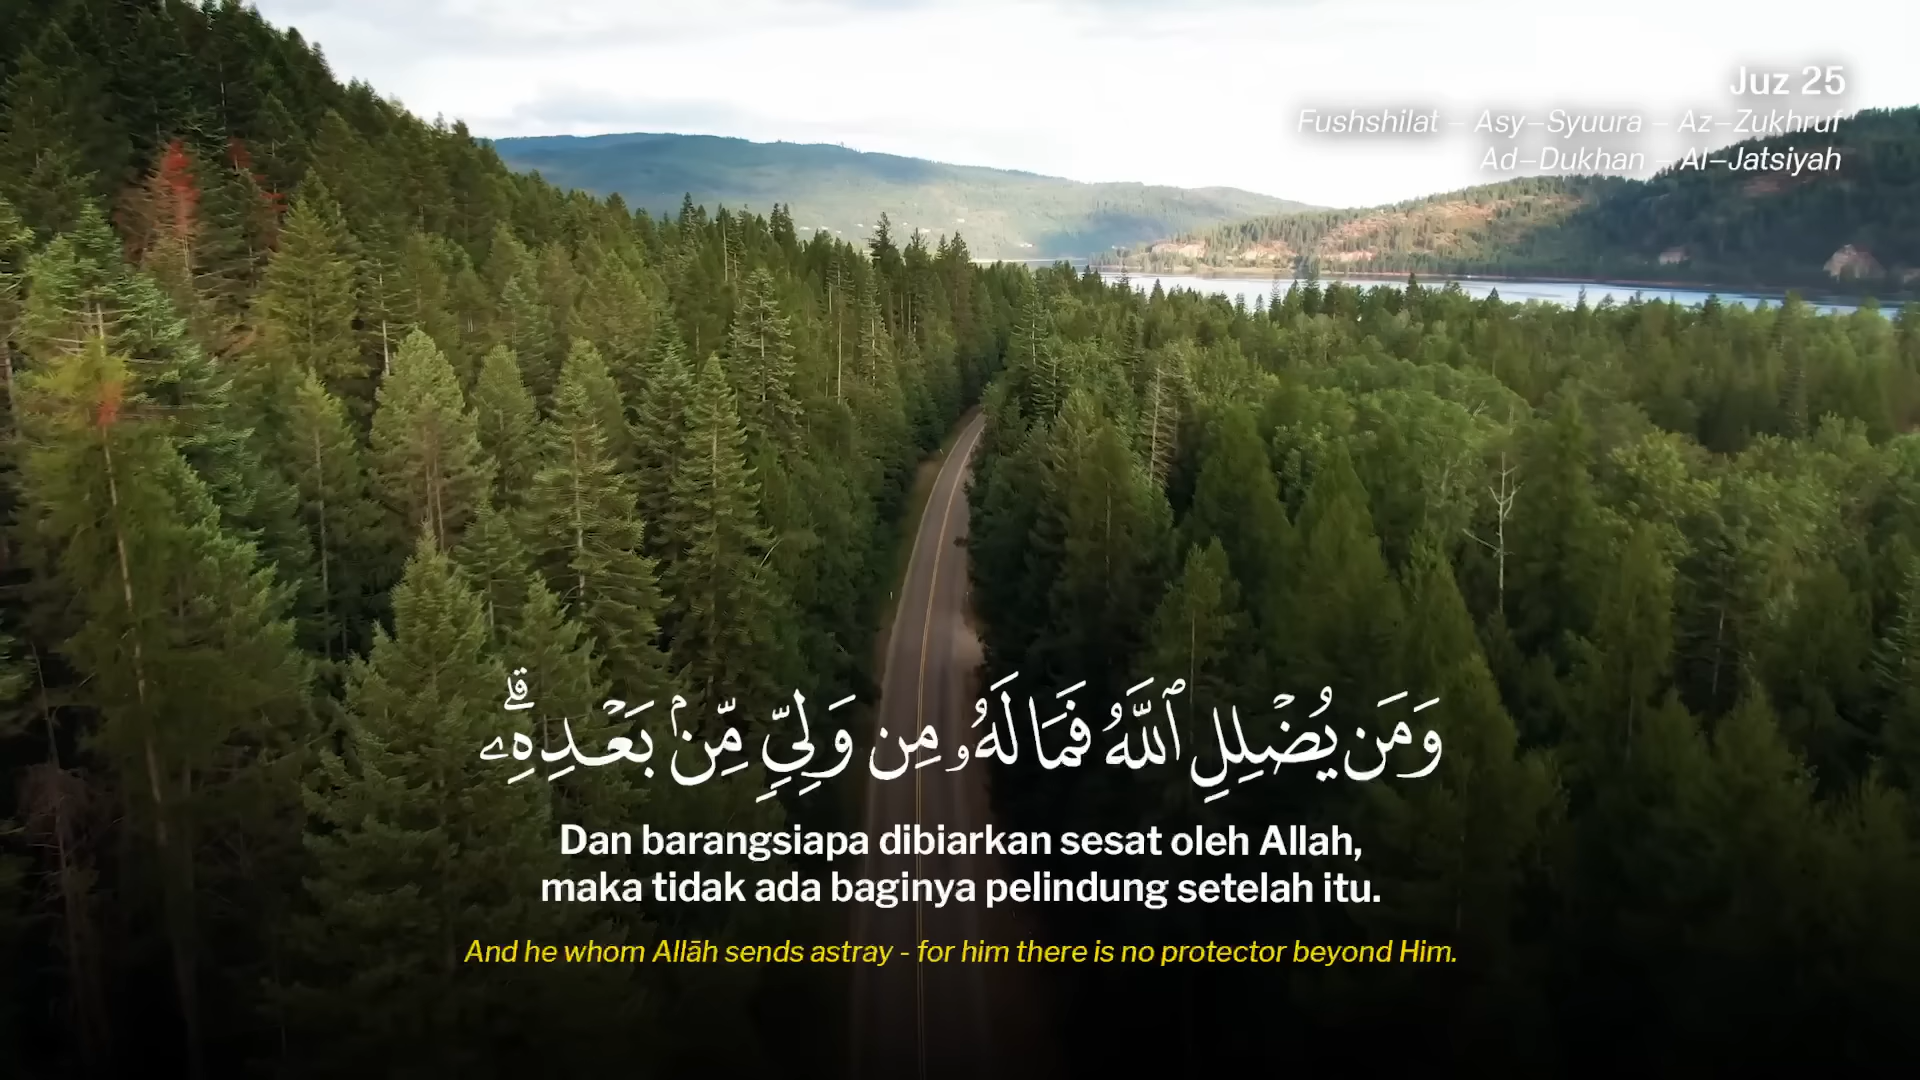 Juz 25
Fushshilat – Asy–Syuura – Az–Zukhruf
Ad–Dukhan – Al–Jatsiyah
وَمَن يُضْلِلِ ٱللَّهُ فَمَا لَهُۥ مِن وَلِىٍّ مِّنۢ بَعْدِهِۦ ۗ
Dan barangsiapa dibiarkan sesat oleh Allah,
maka tidak ada baginya pelindung setelah itu.
And he whom Allāh sends astray - for him there is no protector beyond Him.